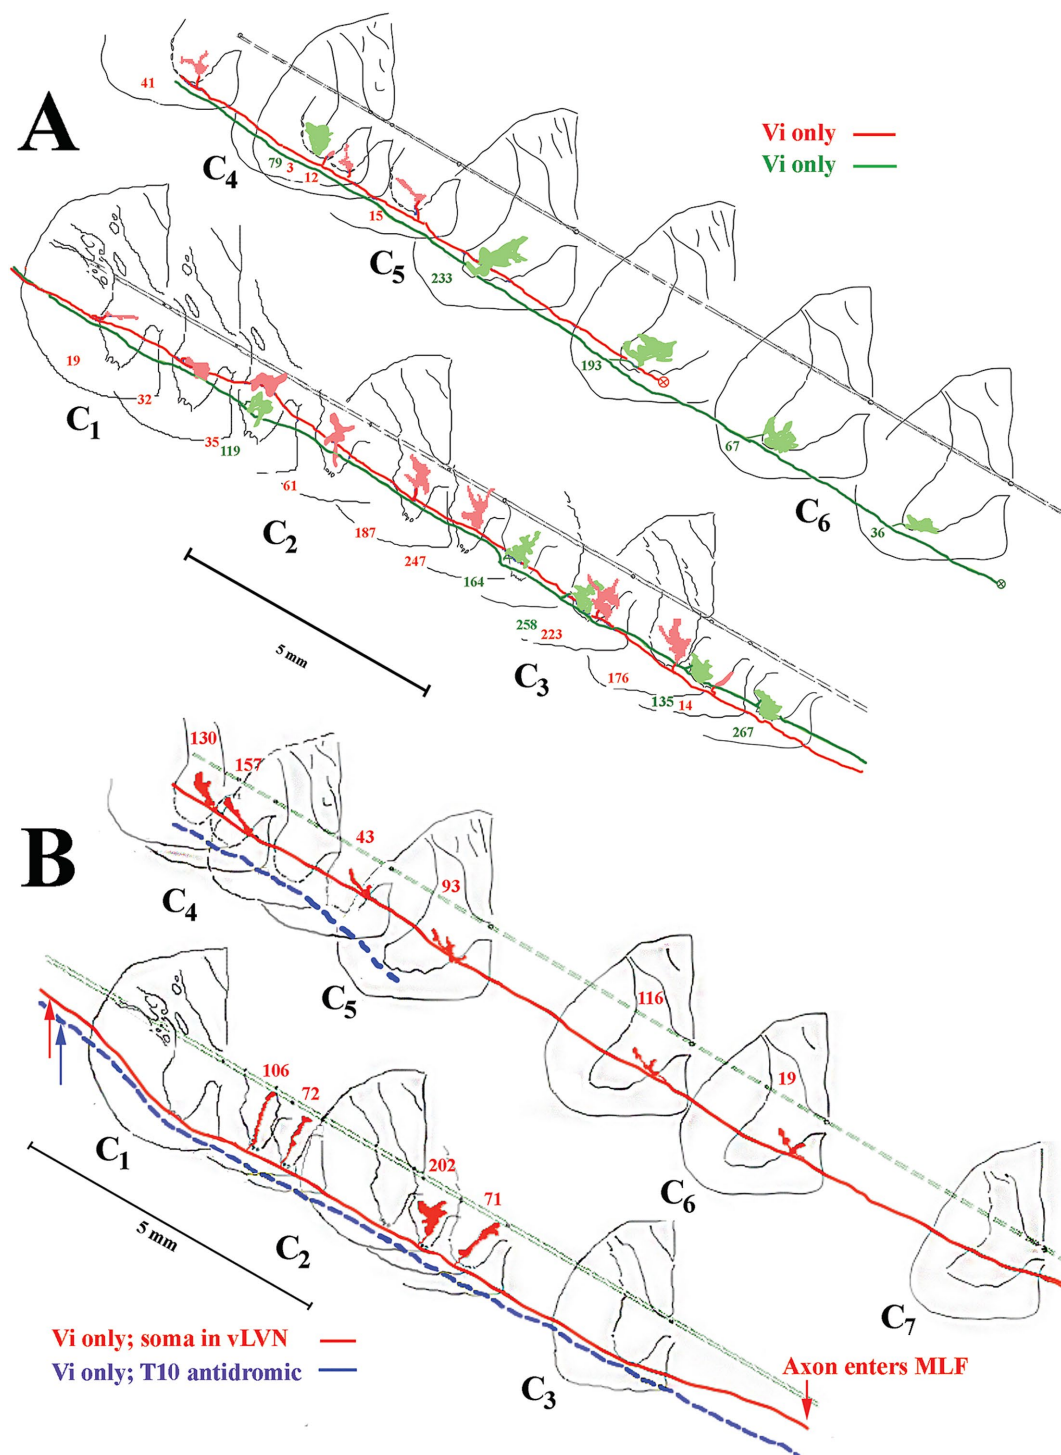 A
Vi only
Vi only
41
C4
79
3
12
15
C5
233
193
67
C6
36
C1
19
32
35
119
C2
61
187
247
164
5 mm
258
223
C3
176
135
14
267
B
130
157
43
93
C4
C5
116
19
C6
C7
C1
106
72
202
71
5 mm
C2
C3
Vi only; soma in vLVN
Vi only; T10 antidromic
Axon enters MLF